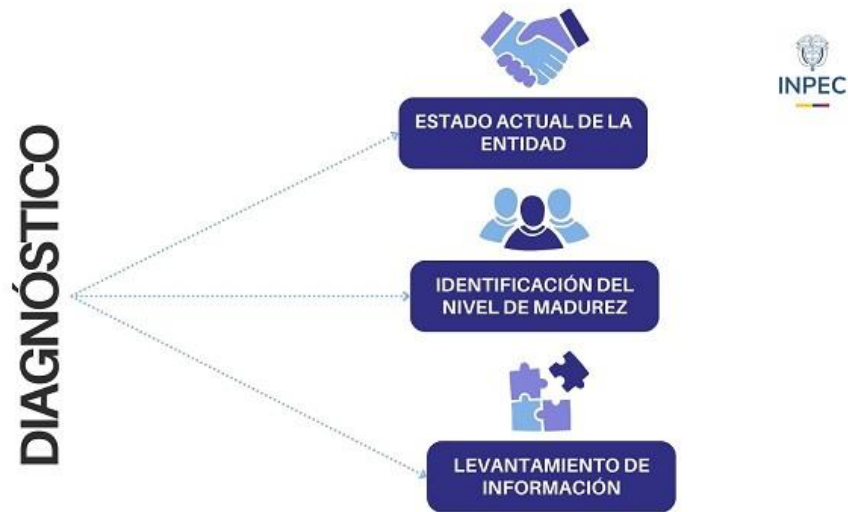 DIAGNÓSTICO
ESTADO ACTUAL DE LA
ENTIDAD
IDENTIFICACIÓN DEL
NIVEL DE MADUREZ
LEVANTAMIENTO DE
INFORMACIÓN
INPEC